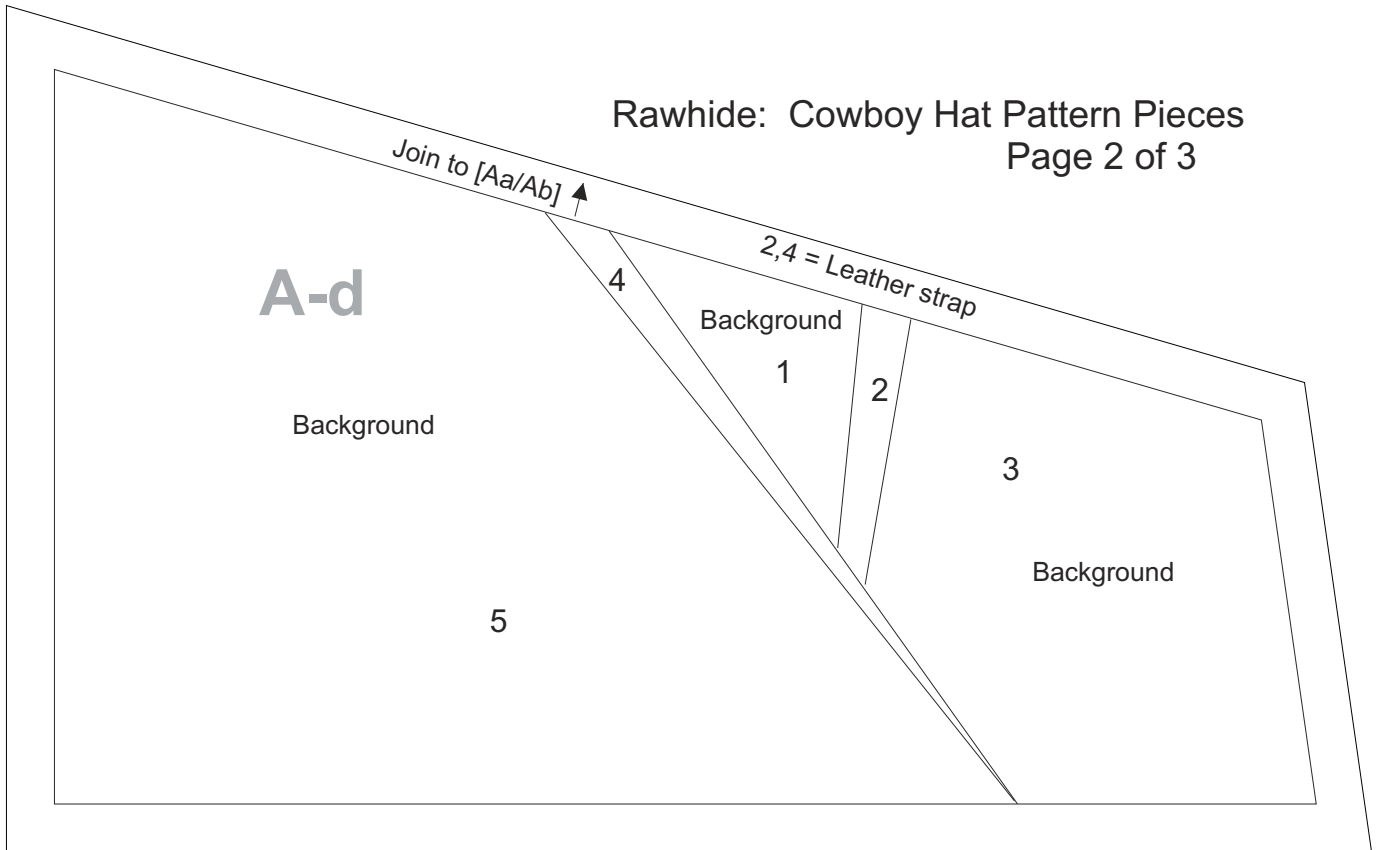 Rawhide:  Cowboy Hat Pattern Pieces
Page 2 of 3
Join to [Aa/Ab]
2,4 = Leather strap
A-d
4
Background
1
2
3
Background
Background
5